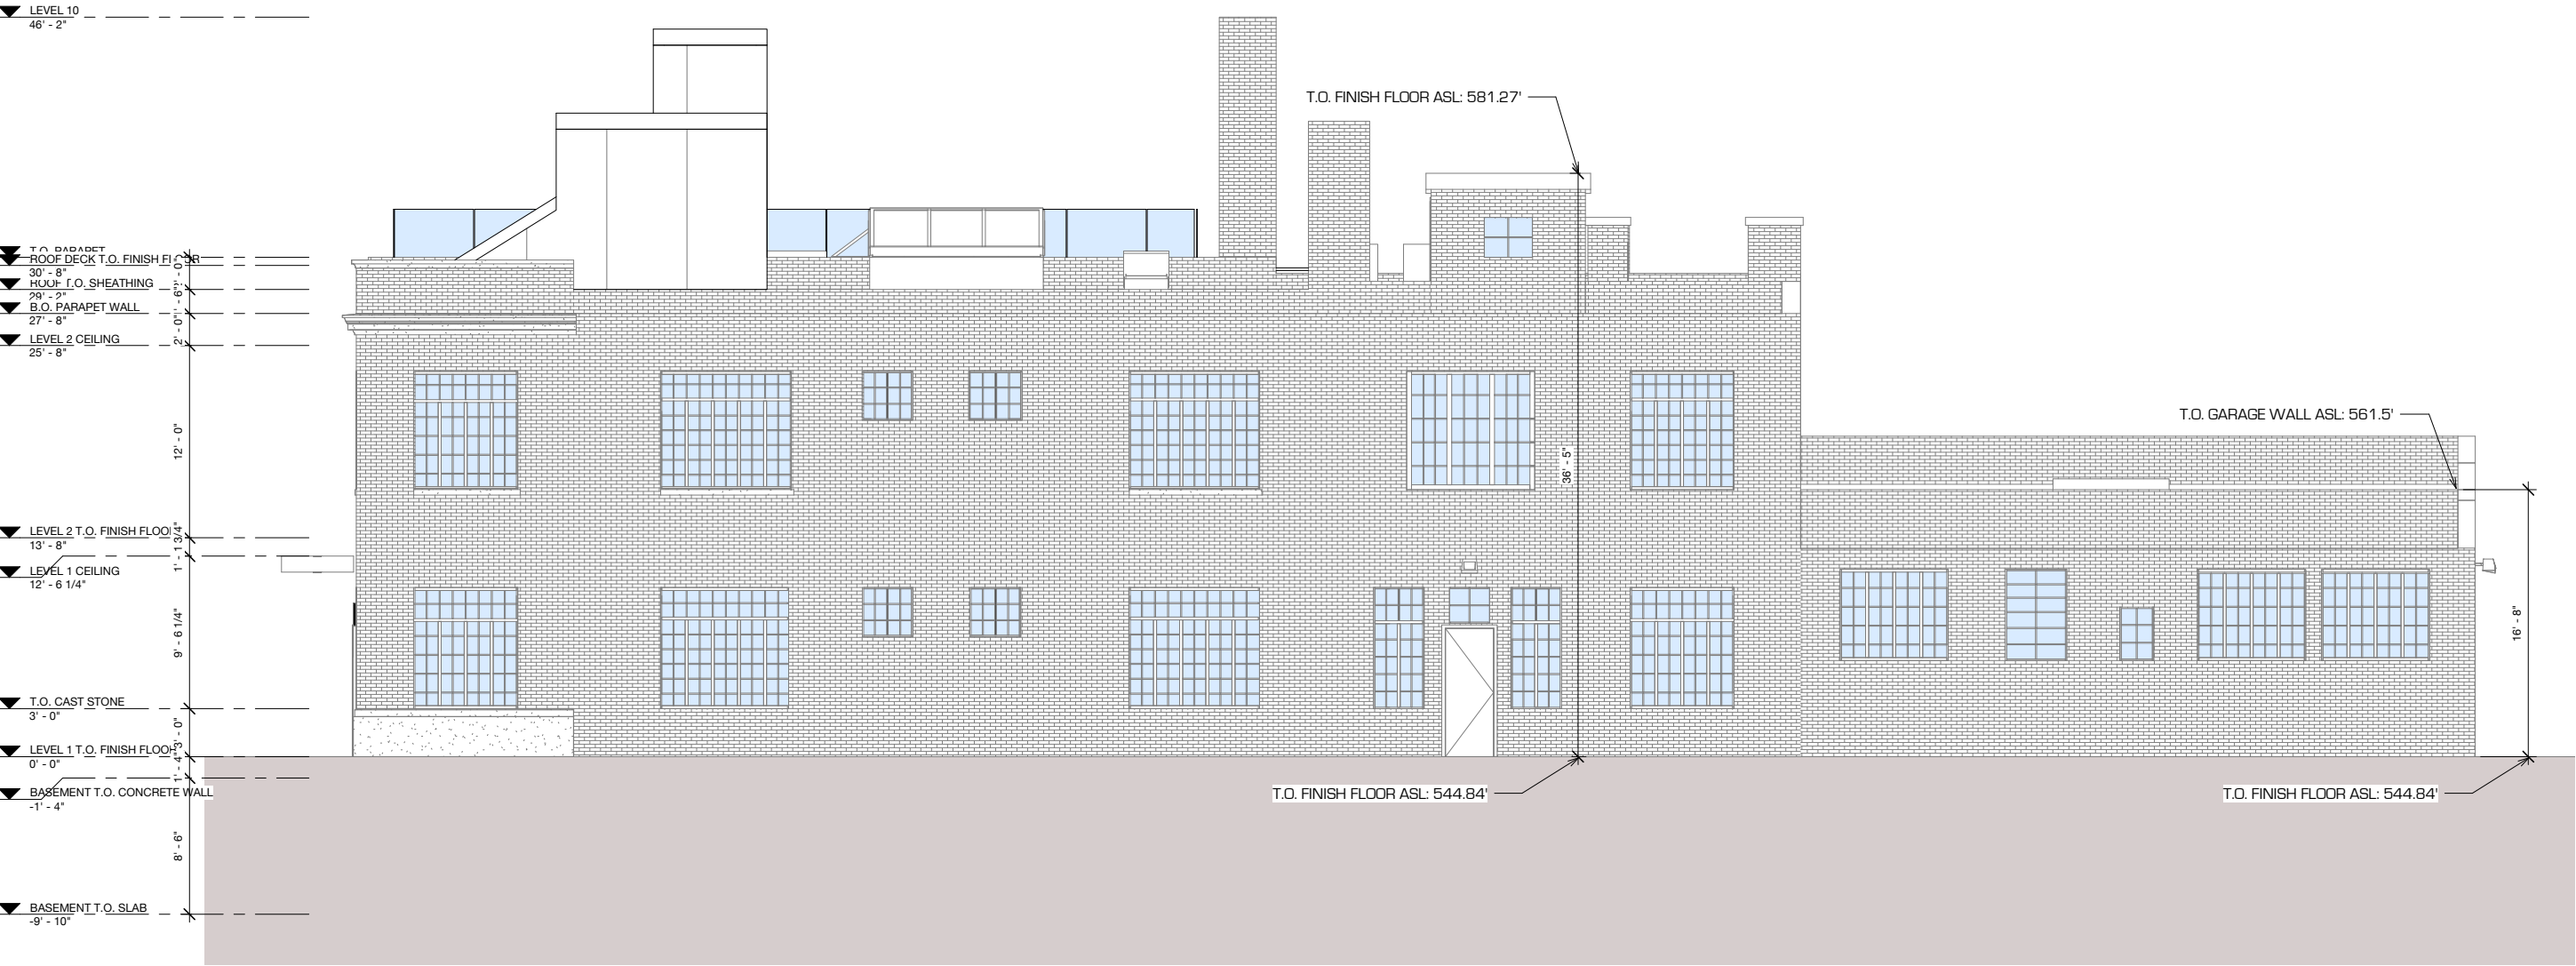 LEVEL 10
46' - 2"
T.O. FINISH FLOOR ASL: 581.27'
T.O. PARAPET
ROOF DECK T.O. FINISH
30' - 8"
ROOF T.O. SHEATHING
29' - 2"
B.O. PARAPET WALL
27' - 8"
2' - 0"
LEVEL 2 CEILING
25' - 8"
T.O. GARAGE WALL ASL: 561.5'
12' - 0"
36' - 5"
LEVEL 2 T.O. FINISH FLOOR
13' - 8"
1' - 1 3/4"
LEVEL 1 CEILING
12' - 6 1/4"
9' - 6 1/4"
16' - 8"
T.O. CAST STONE
3' - 0"
3' - 0"
LEVEL 1 T.O. FINISH FLOOR
0' - 0"
1' - 4"
BASEMENT T.O. CONCRETE WALL
-1' - 4"
T.O. FINISH FLOOR ASL: 544.84'
T.O. FINISH FLOOR ASL: 544.84'
8' - 6"
BASEMENT T.O. SLAB
-9' - 10"